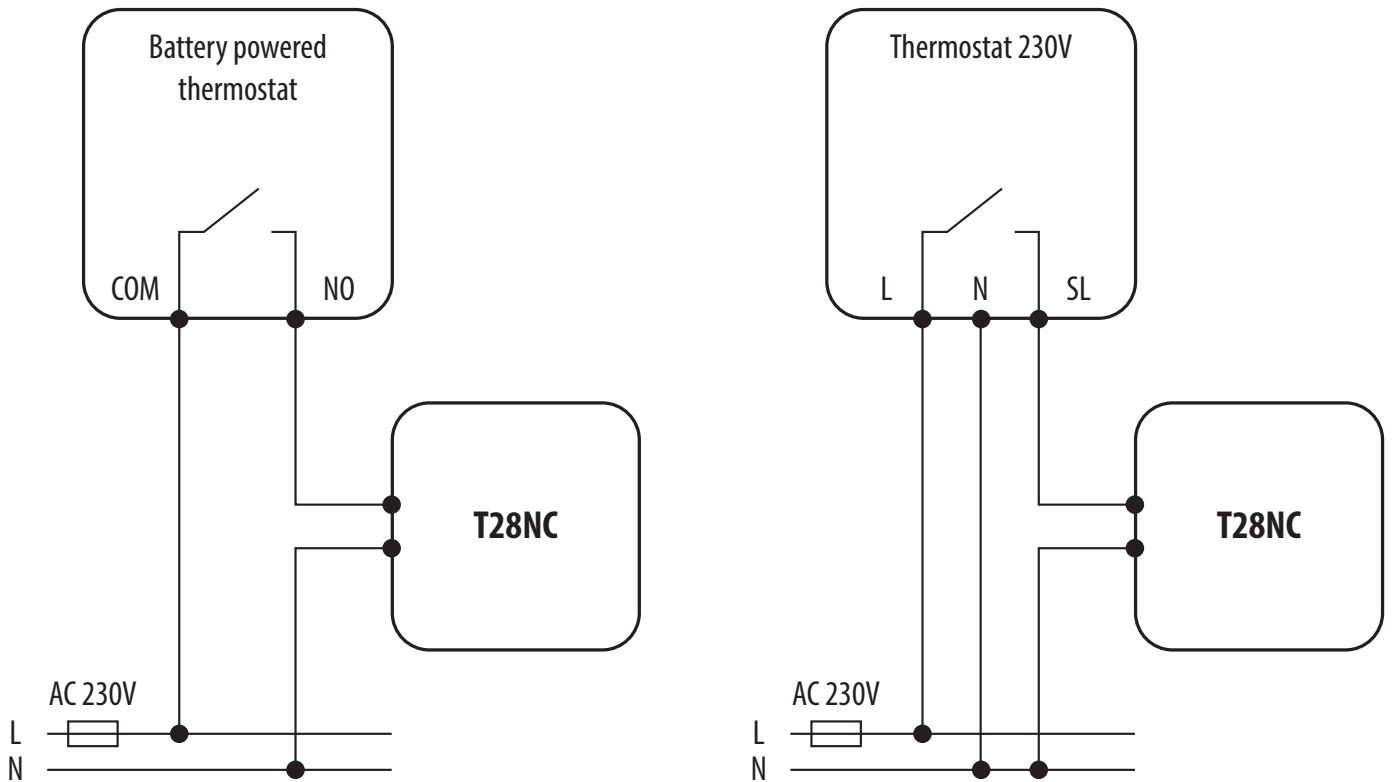 Battery powered
thermostat
COM
NO
T28NC
AC 230V
L
N
Thermostat 230V
L
N
SL
T28NC
AC 230V
L
N